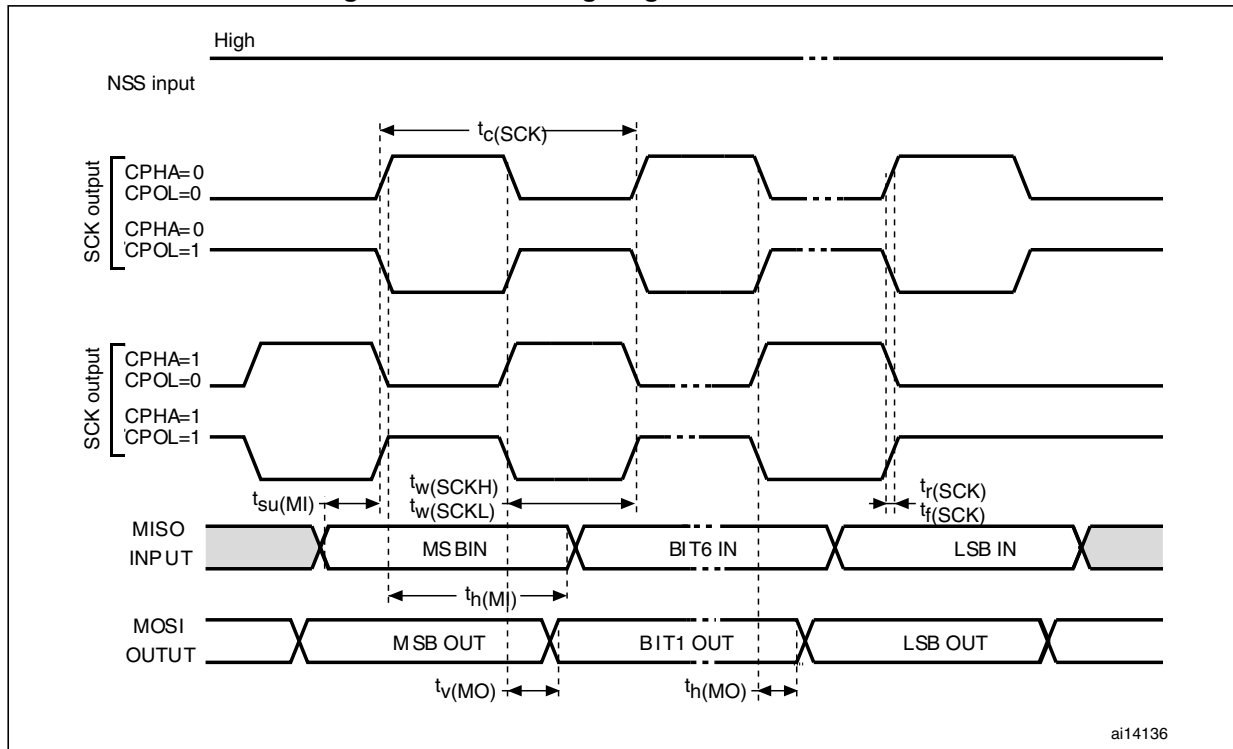 High
NSS input
tc(SCK)
SCK output
CPHA=0
CPOL=0
CPHA=0
CPOL=1
SCK output
CPHA=1
CPOL=0
CPHA=1
CPOL=1
tsu(MI)
tw(SCKH)
tw(SCKL)
tr(SCK)
tf(SCK)
MISO
INPUT
MSBIN
BIT6 IN
LSB IN
th(MI)
MOSI
OUTUT
MSB OUT
BIT1 OUT
LSB OUT
tv(MO)
th(MO)
ai14136